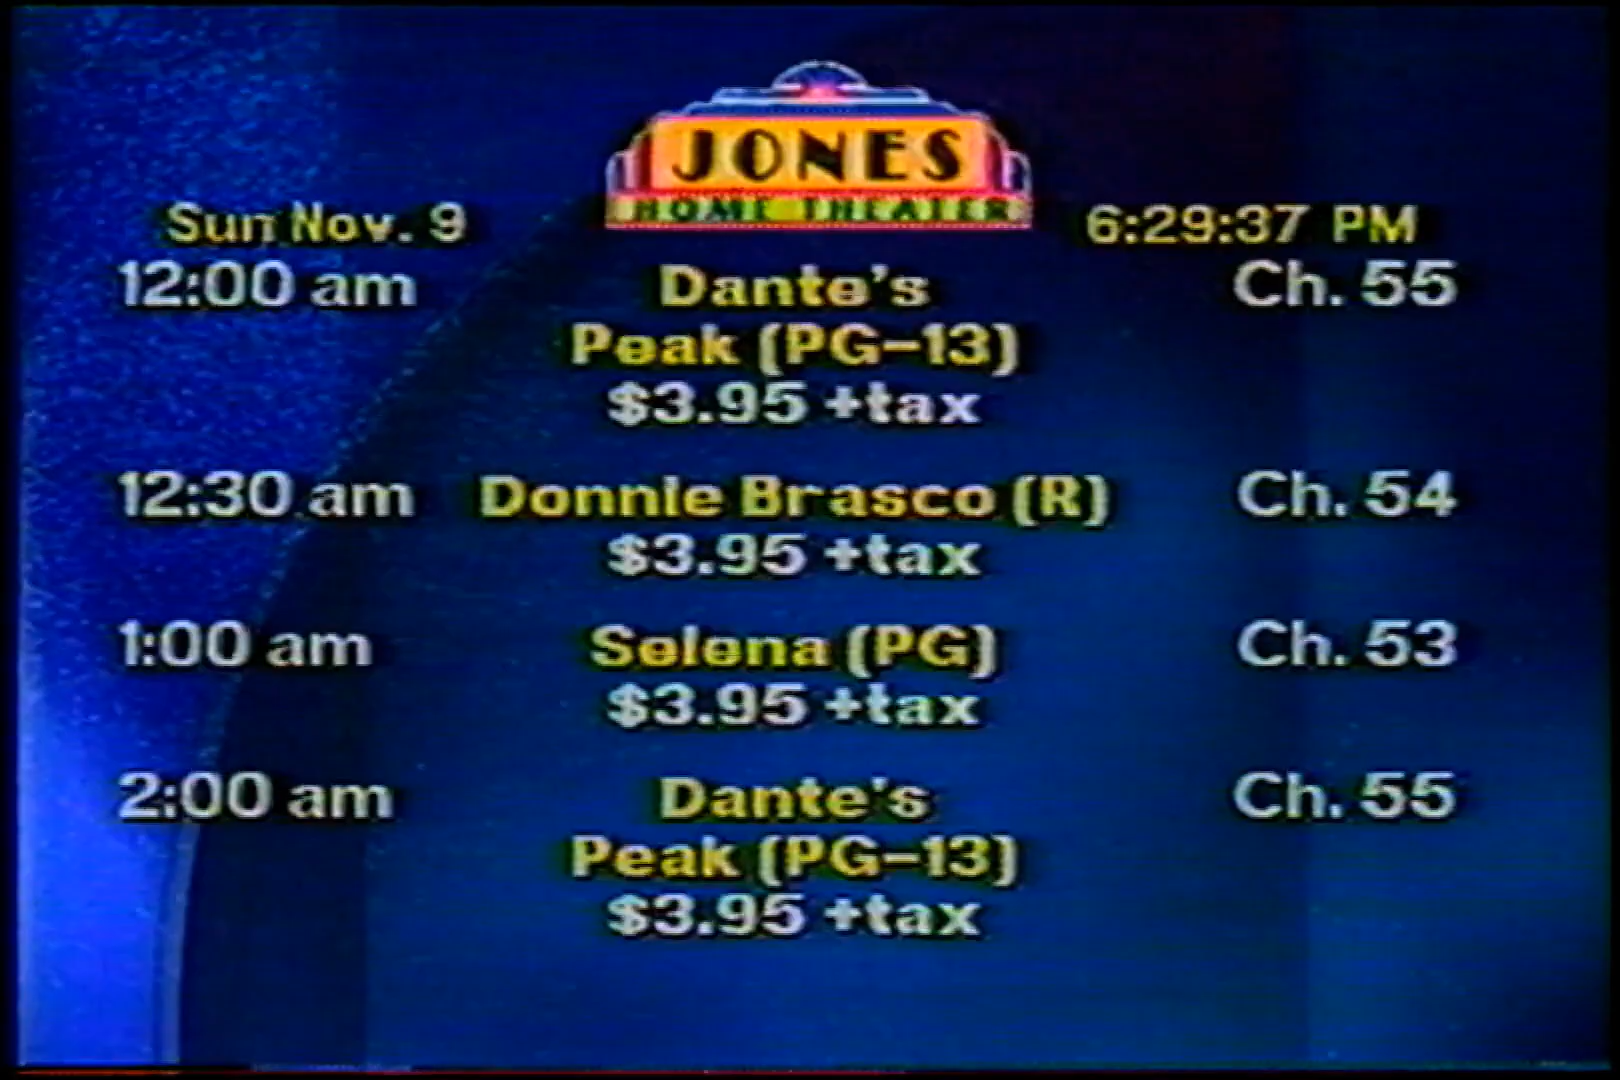 JONES
HOME THEATER
Sun Nov. 9
6:29:37 PM
12:00 am Dante's Ch. 55
Peak (PG-13)
$3.95 +tax
12:30 am Donnie Brasco (R) Ch. 54
$3.95 +tax
1:00 am Selena (PG) Ch. 53
$3.95 +tax
2:00 am Dante's Ch. 55
Peak (PG-13)
$3.95 +tax